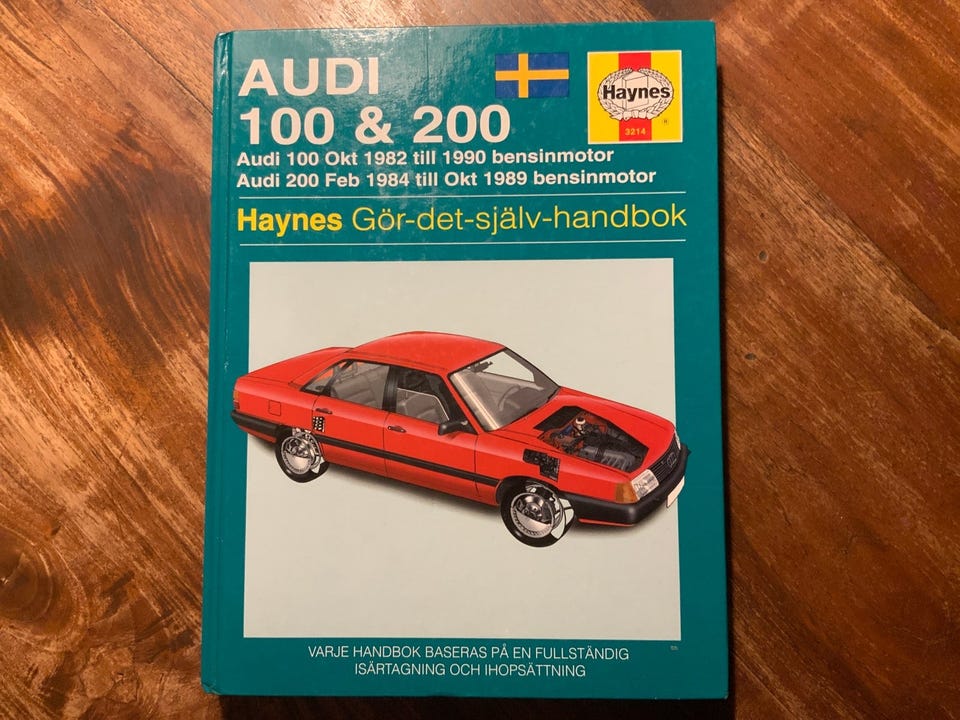 AUDI
100 & 200
Audi 100 Okt 1982 till 1990 bensinmotor
Audi 200 Feb 1984 till Okt 1989 bensinmotor
Haynes
3214
®
Haynes Gör-det-själv-handbok
VARJE HANDBOK BASERAS PÅ EN FULLSTÄNDIG
ISÄRTAGNING OCH IHOPSÄTTNING